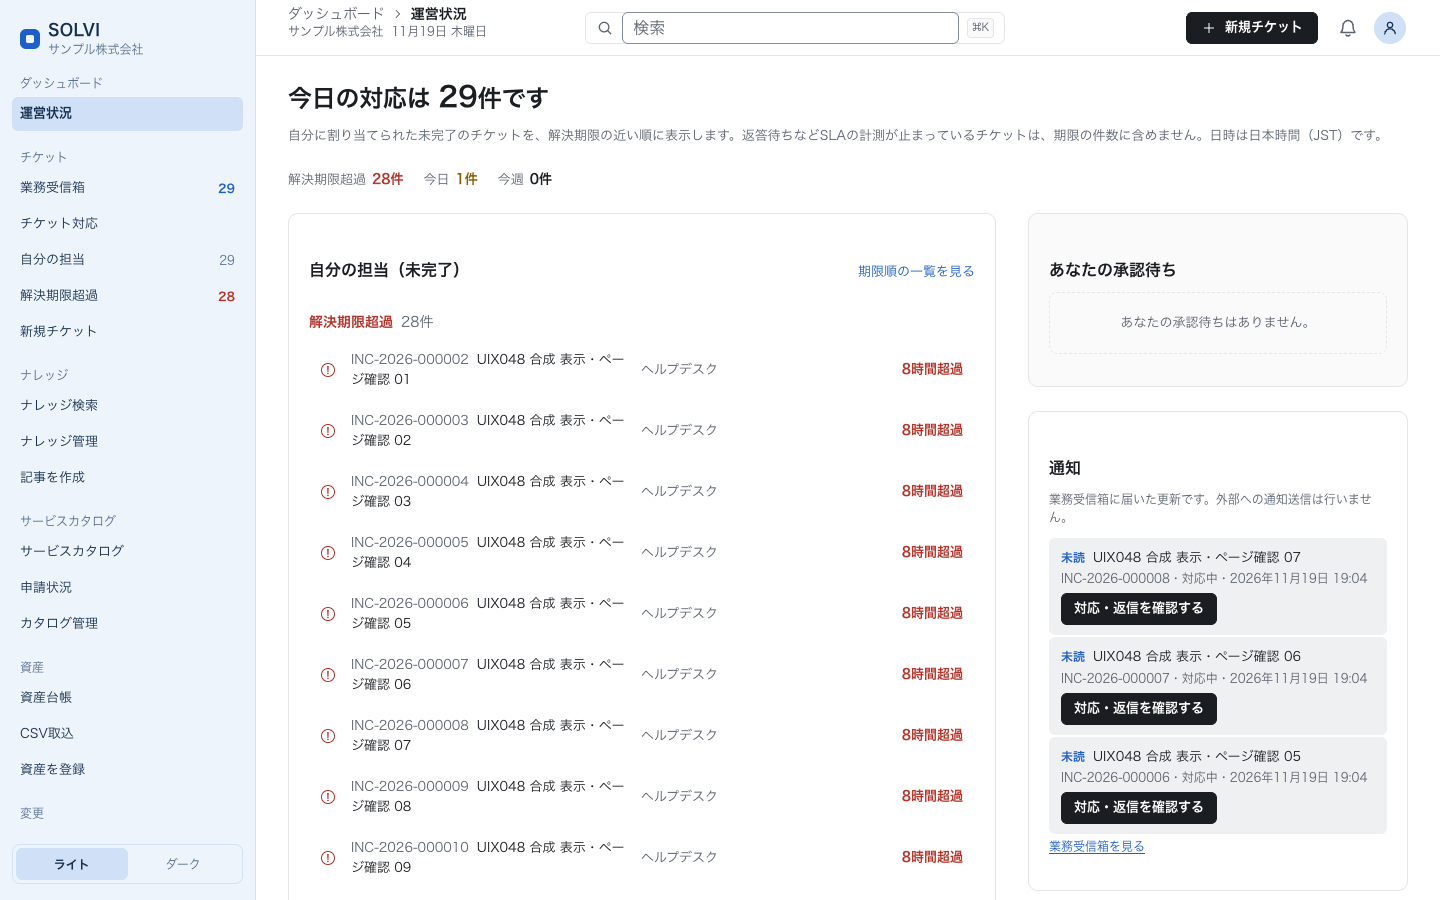 SOLVI
サンプル株式会社
ダッシュボード
運営状況
チケット
業務受信箱 29
チケット対応
自分の担当 29
解決期限超過 28
新規チケット
ナレッジ
ナレッジ検索
ナレッジ管理
記事を作成
サービスカタログ
サービスカタログ
申請状況
カタログ管理
資産
資産台帳
CSV取込
資産を登録
変更
ライト ダーク
ダッシュボード > 運営状況
サンプル株式会社 11月19日 木曜日
検索 ⌘K
+ 新規チケット
今日の対応は 29件です
自分に割り当てられた未完了のチケットを、解決期限の近い順に表示します。返答待ちなどSLAの計測が止まっているチケットは、期限の件数に含めません。日時は日本時間（JST）です。
解決期限超過 28件 今日 1件 今週 0件
自分の担当（未完了） 期限順の一覧を見る
解決期限超過 28件
INC-2026-000002 UIX048 合成 表示・ペー
ジ確認 01
ヘルプデスク 8時間超過
INC-2026-000003 UIX048 合成 表示・ペー
ジ確認 02
ヘルプデスク 8時間超過
INC-2026-000004 UIX048 合成 表示・ペー
ジ確認 03
ヘルプデスク 8時間超過
INC-2026-000005 UIX048 合成 表示・ペー
ジ確認 04
ヘルプデスク 8時間超過
INC-2026-000006 UIX048 合成 表示・ペー
ジ確認 05
ヘルプデスク 8時間超過
INC-2026-000007 UIX048 合成 表示・ペー
ジ確認 06
ヘルプデスク 8時間超過
INC-2026-000008 UIX048 合成 表示・ペー
ジ確認 07
ヘルプデスク 8時間超過
INC-2026-000009 UIX048 合成 表示・ペー
ジ確認 08
ヘルプデスク 8時間超過
INC-2026-000010 UIX048 合成 表示・ペー
ジ確認 09
ヘルプデスク 8時間超過
あなたの承認待ち
あなたの承認待ちはありません。
通知
業務受信箱に届いた更新です。外部への通知送信は行いませ
ん。
未読 UIX048 合成 表示・ページ確認 07
INC-2026-000008・対応中・2026年11月19日 19:04
対応・返信を確認する
未読 UIX048 合成 表示・ページ確認 06
INC-2026-000007・対応中・2026年11月19日 19:04
対応・返信を確認する
未読 UIX048 合成 表示・ページ確認 05
INC-2026-000006・対応中・2026年11月19日 19:04
対応・返信を確認する
業務受信箱を見る